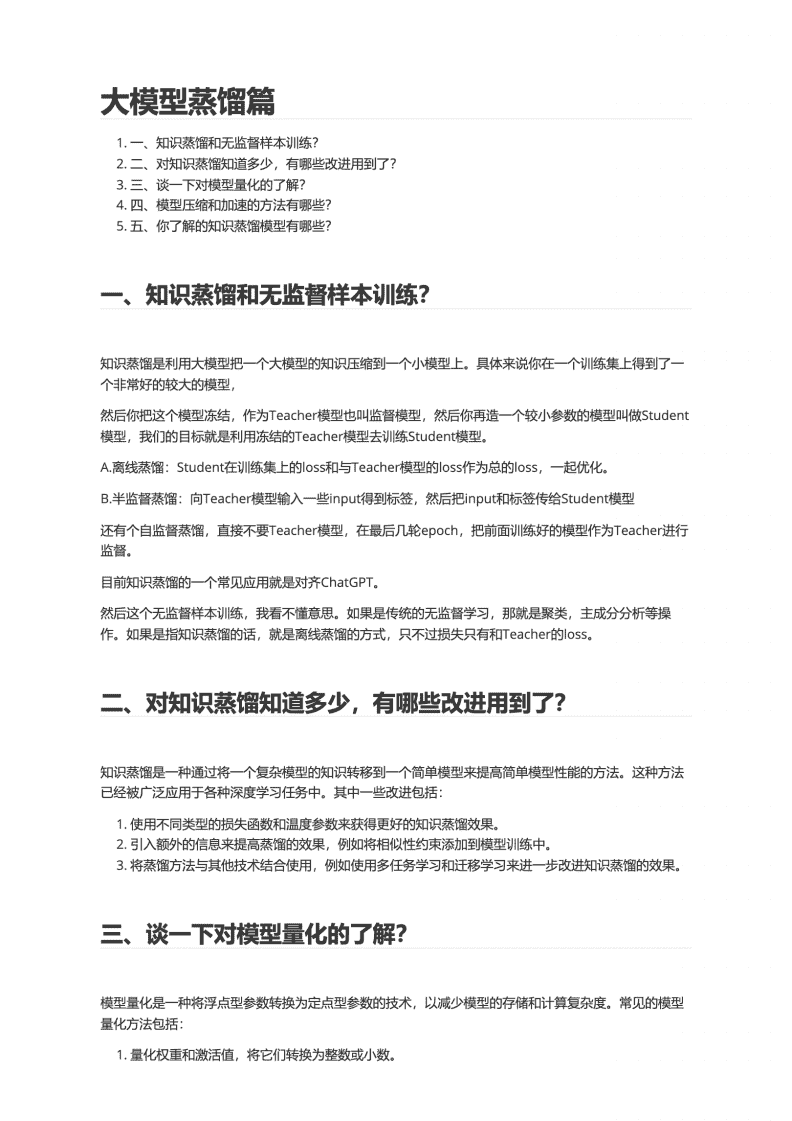 大模型蒸馏篇
1. 一、知识蒸馏和无监督样本训练？
2. 二、对知识蒸馏知道多少，有哪些改进用到了？
3. 三、谈一下对模型量化的了解？
4. 四、模型压缩和加速的方法有哪些？
5. 五、你了解的知识蒸馏模型有哪些？
一、知识蒸馏和无监督样本训练？
知识蒸馏是利用大模型把一个大模型的知识压缩到一个小模型上。具体来说你在一个训练集上得到了一
个非常好的较大的模型，
然后你把这个模型冻结，作为Teacher模型也叫监督模型，然后你再造一个较小参数的模型叫做Student
模型，我们的目标就是利用冻结的Teacher模型去训练Student模型。
A.离线蒸馏：Student在训练集上的loss和与Teacher模型的loss作为总的loss，一起优化。
B.半监督蒸馏：向Teacher模型输入一些input得到标签，然后把input和标签传给Student模型
还有个自监督蒸馏，直接不要Teacher模型，在最后几轮epoch，把前面训练好的模型作为Teacher进行
监督。
目前知识蒸馏的一个常见应用就是对齐ChatGPT。
然后这个无监督样本训练，我看不懂意思。如果是传统的无监督学习，那就是聚类，主成分分析等操
作。如果是指知识蒸馏的话，就是离线蒸馏的方式，只不过损失只有和Teacher的loss。
二、对知识蒸馏知道多少，有哪些改进用到了？
知识蒸馏是一种通过将一个复杂模型的知识转移到一个简单模型来提高简单模型性能的方法。这种方法
已经被广泛应用于各种深度学习任务中。其中一些改进包括：
1. 使用不同类型的损失函数和温度参数来获得更好的知识蒸馏效果。
2. 引入额外的信息来提高蒸馏的效果，例如将相似性约束添加到模型训练中。
3. 将蒸馏方法与其他技术结合使用，例如使用多任务学习和迁移学习来进一步改进知识蒸馏的效果。
三、谈一下对模型量化的了解？
模型量化是一种将浮点型参数转换为定点型参数的技术，以减少模型的存储和计算复杂度。常见的模型
量化方法包括：
1. 量化权重和激活值，将它们转换为整数或小数。